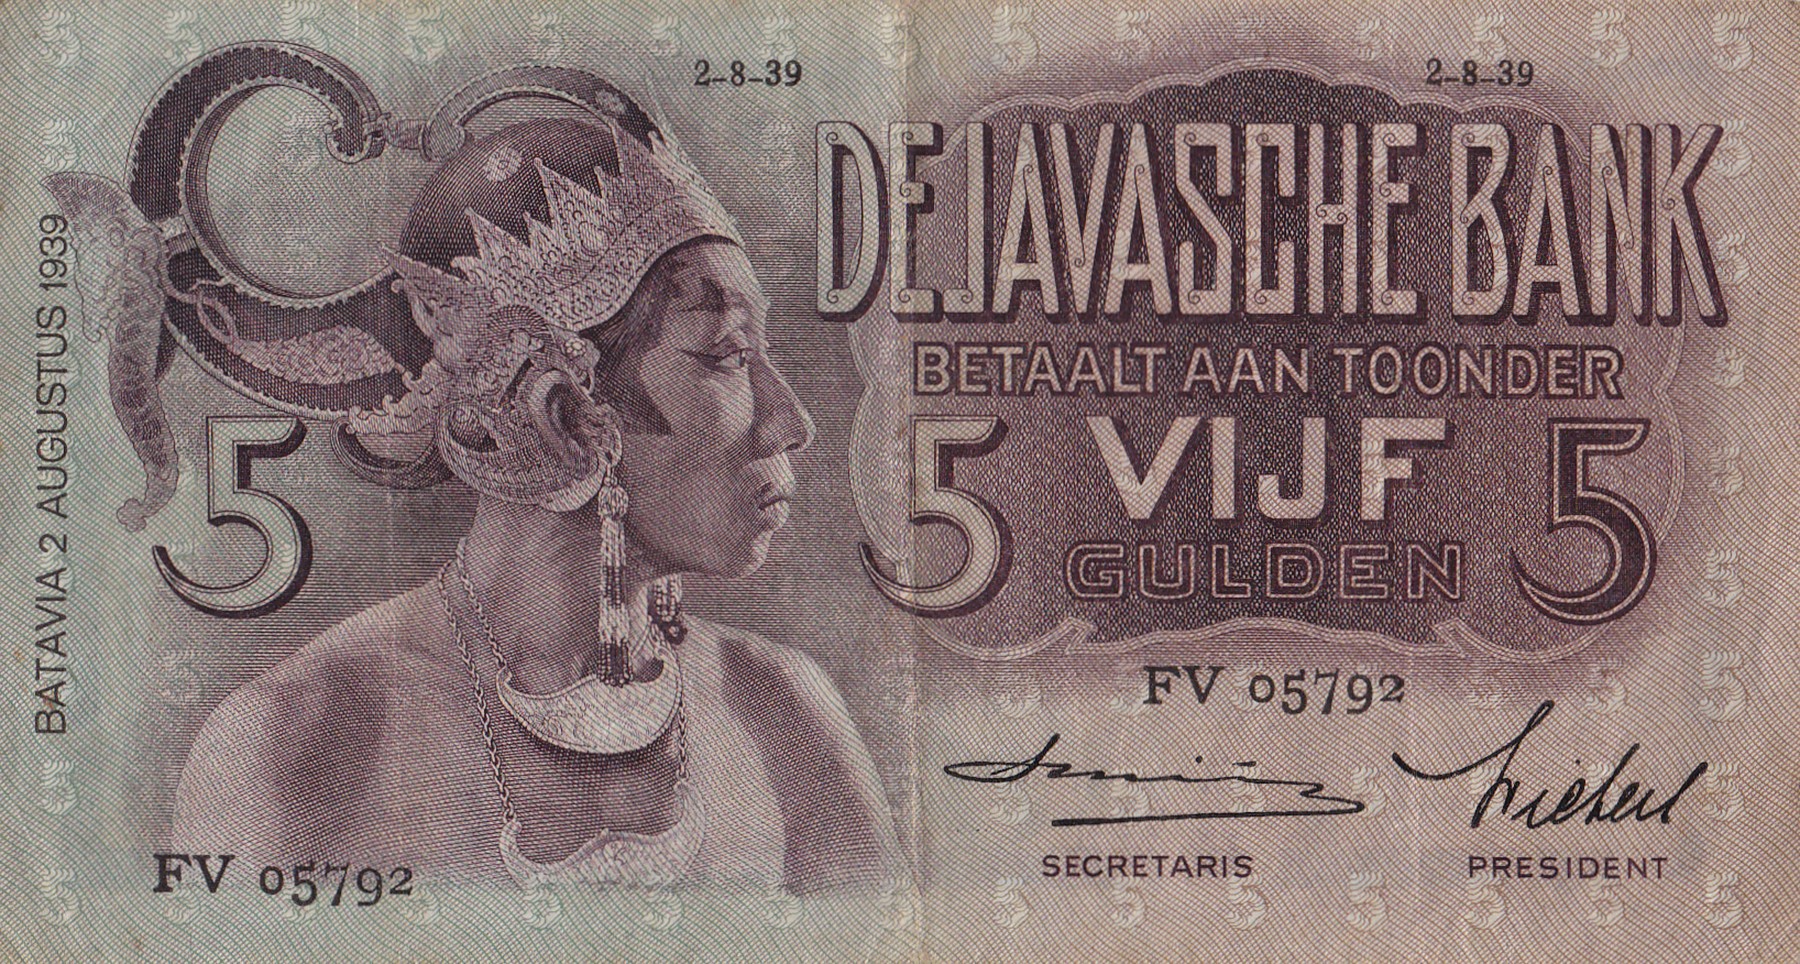 2-8-39
2-8-39
DE JAVASCHE BANK
BETAALT AAN TOONDER
5
5
VIJF
5
GULDEN
BATAVIA 2 AUGUSTUS 1939
FV 05792
SECRETARIS
PRESIDENT
FV 05792